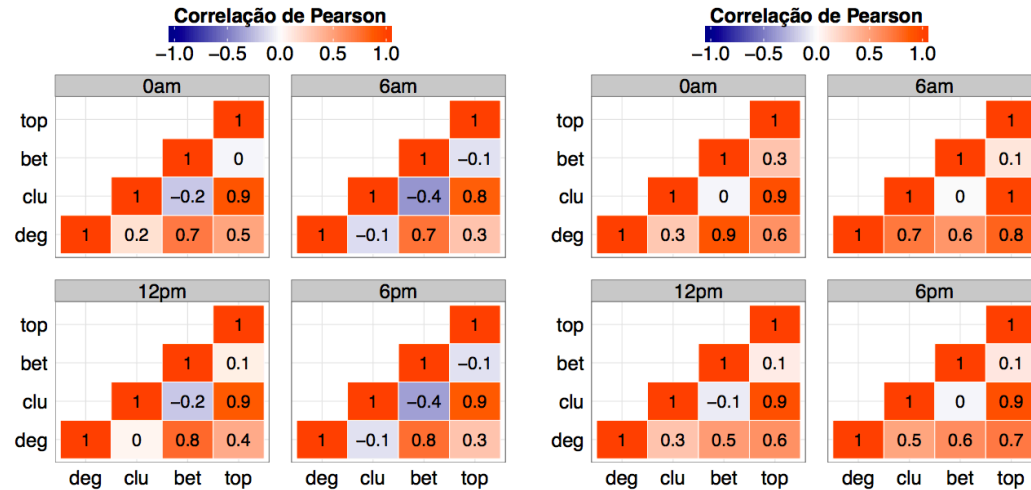 Correlação de Pearson
−1.0 −0.5 0.0 0.5 1.0
0am 6am
top 1 1
bet 1 0 1 −0.1
clu 1 −0.2 0.9 1 −0.4 0.8
deg 1 0.2 0.7 0.5 1 −0.1 0.7 0.3
12pm 6pm
top 1 1
bet 1 0.1 1 −0.1
clu 1 −0.2 0.9 1 −0.4 0.9
deg 1 0 0.8 0.4 1 −0.1 0.8 0.3
deg clu bet top deg clu bet top
Correlação de Pearson
−1.0 −0.5 0.0 0.5 1.0
0am 6am
top 1 1
bet 1 0.3 1 0.1
clu 1 0 0.9 1 0 1
deg 1 0.3 0.9 0.6 1 0.7 0.6 0.8
12pm 6pm
top 1 1
bet 1 0.1 1 0.1
clu 1 −0.1 0.9 1 0 0.9
deg 1 0.3 0.5 0.6 1 0.5 0.6 0.7
deg clu bet top deg clu bet top